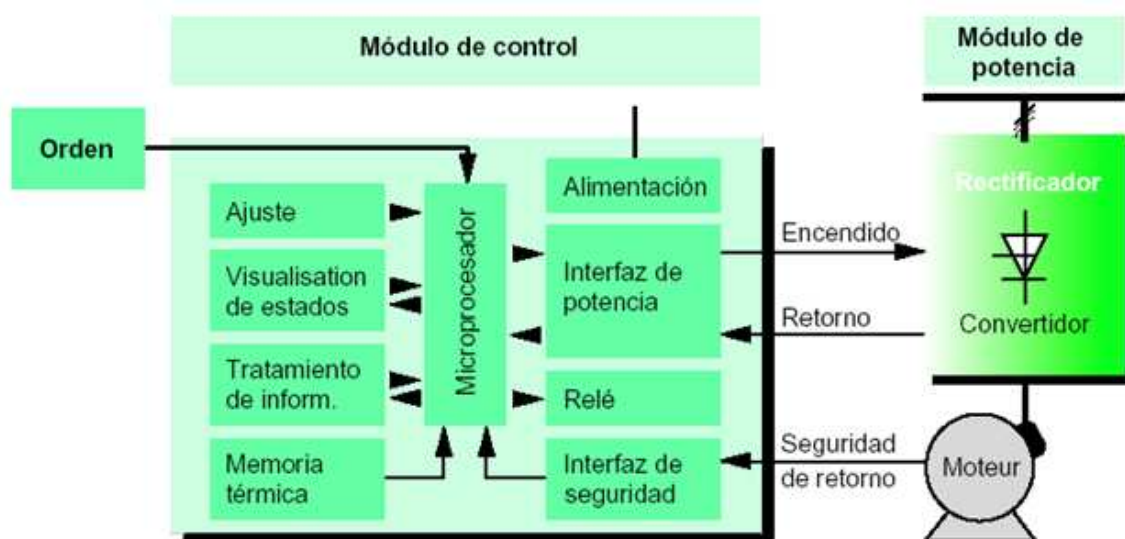 Módulo de control
Módulo de
potencia
Orden
Ajuste
Visualisation
de estados
Tratamiento
de inform.
Memoria
térmica
Microprocesador
Alimentación
Interfaz de
potencia
Relé
Interfaz de
seguridad
Encendido
Retorno
Seguridad
de retorno
Rectificador
Convertidor
Moteur